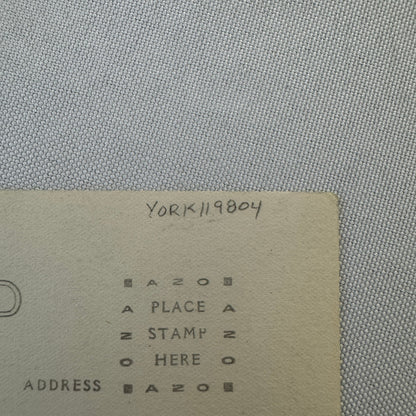 YORK119804
AZO
A PLACE A
Z STAMP Z
O HERE O
ADDRESS AZO